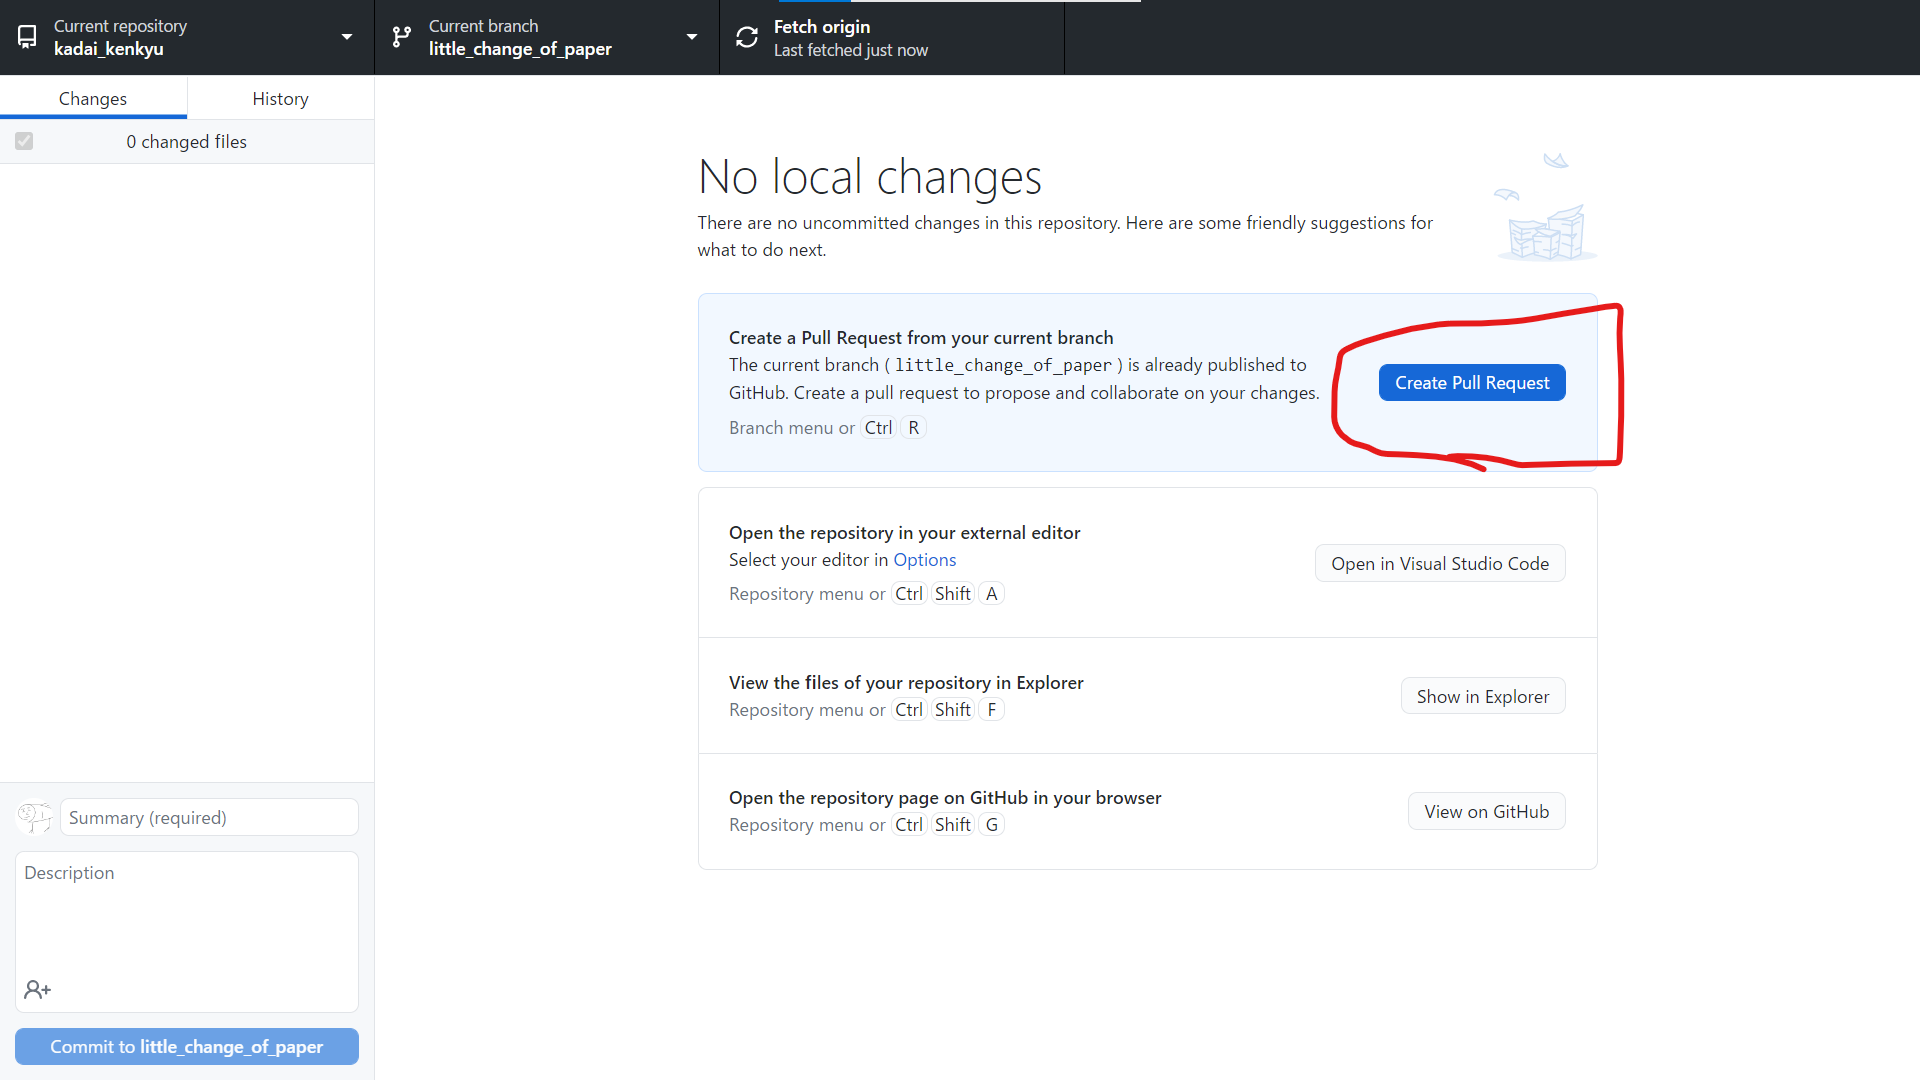 Current repository
kadai_kenkyu
Current branch
little_change_of_paper
Fetch origin
Last fetched just now
Changes
History
0 changed files
No local changes
There are no uncommitted changes in this repository. Here are some friendly suggestions for
what to do next.
Create a Pull Request from your current branch
The current branch ( little_change_of_paper ) is already published to
GitHub. Create a pull request to propose and collaborate on your changes.
Branch menu or Ctrl R
Create Pull Request
Open the repository in your external editor
Select your editor in Options
Repository menu or Ctrl Shift A
Open in Visual Studio Code
View the files of your repository in Explorer
Repository menu or Ctrl Shift F
Show in Explorer
Open the repository page on GitHub in your browser
Repository menu or Ctrl Shift G
View on GitHub
Summary (required)
Description
Commit to little_change_of_paper